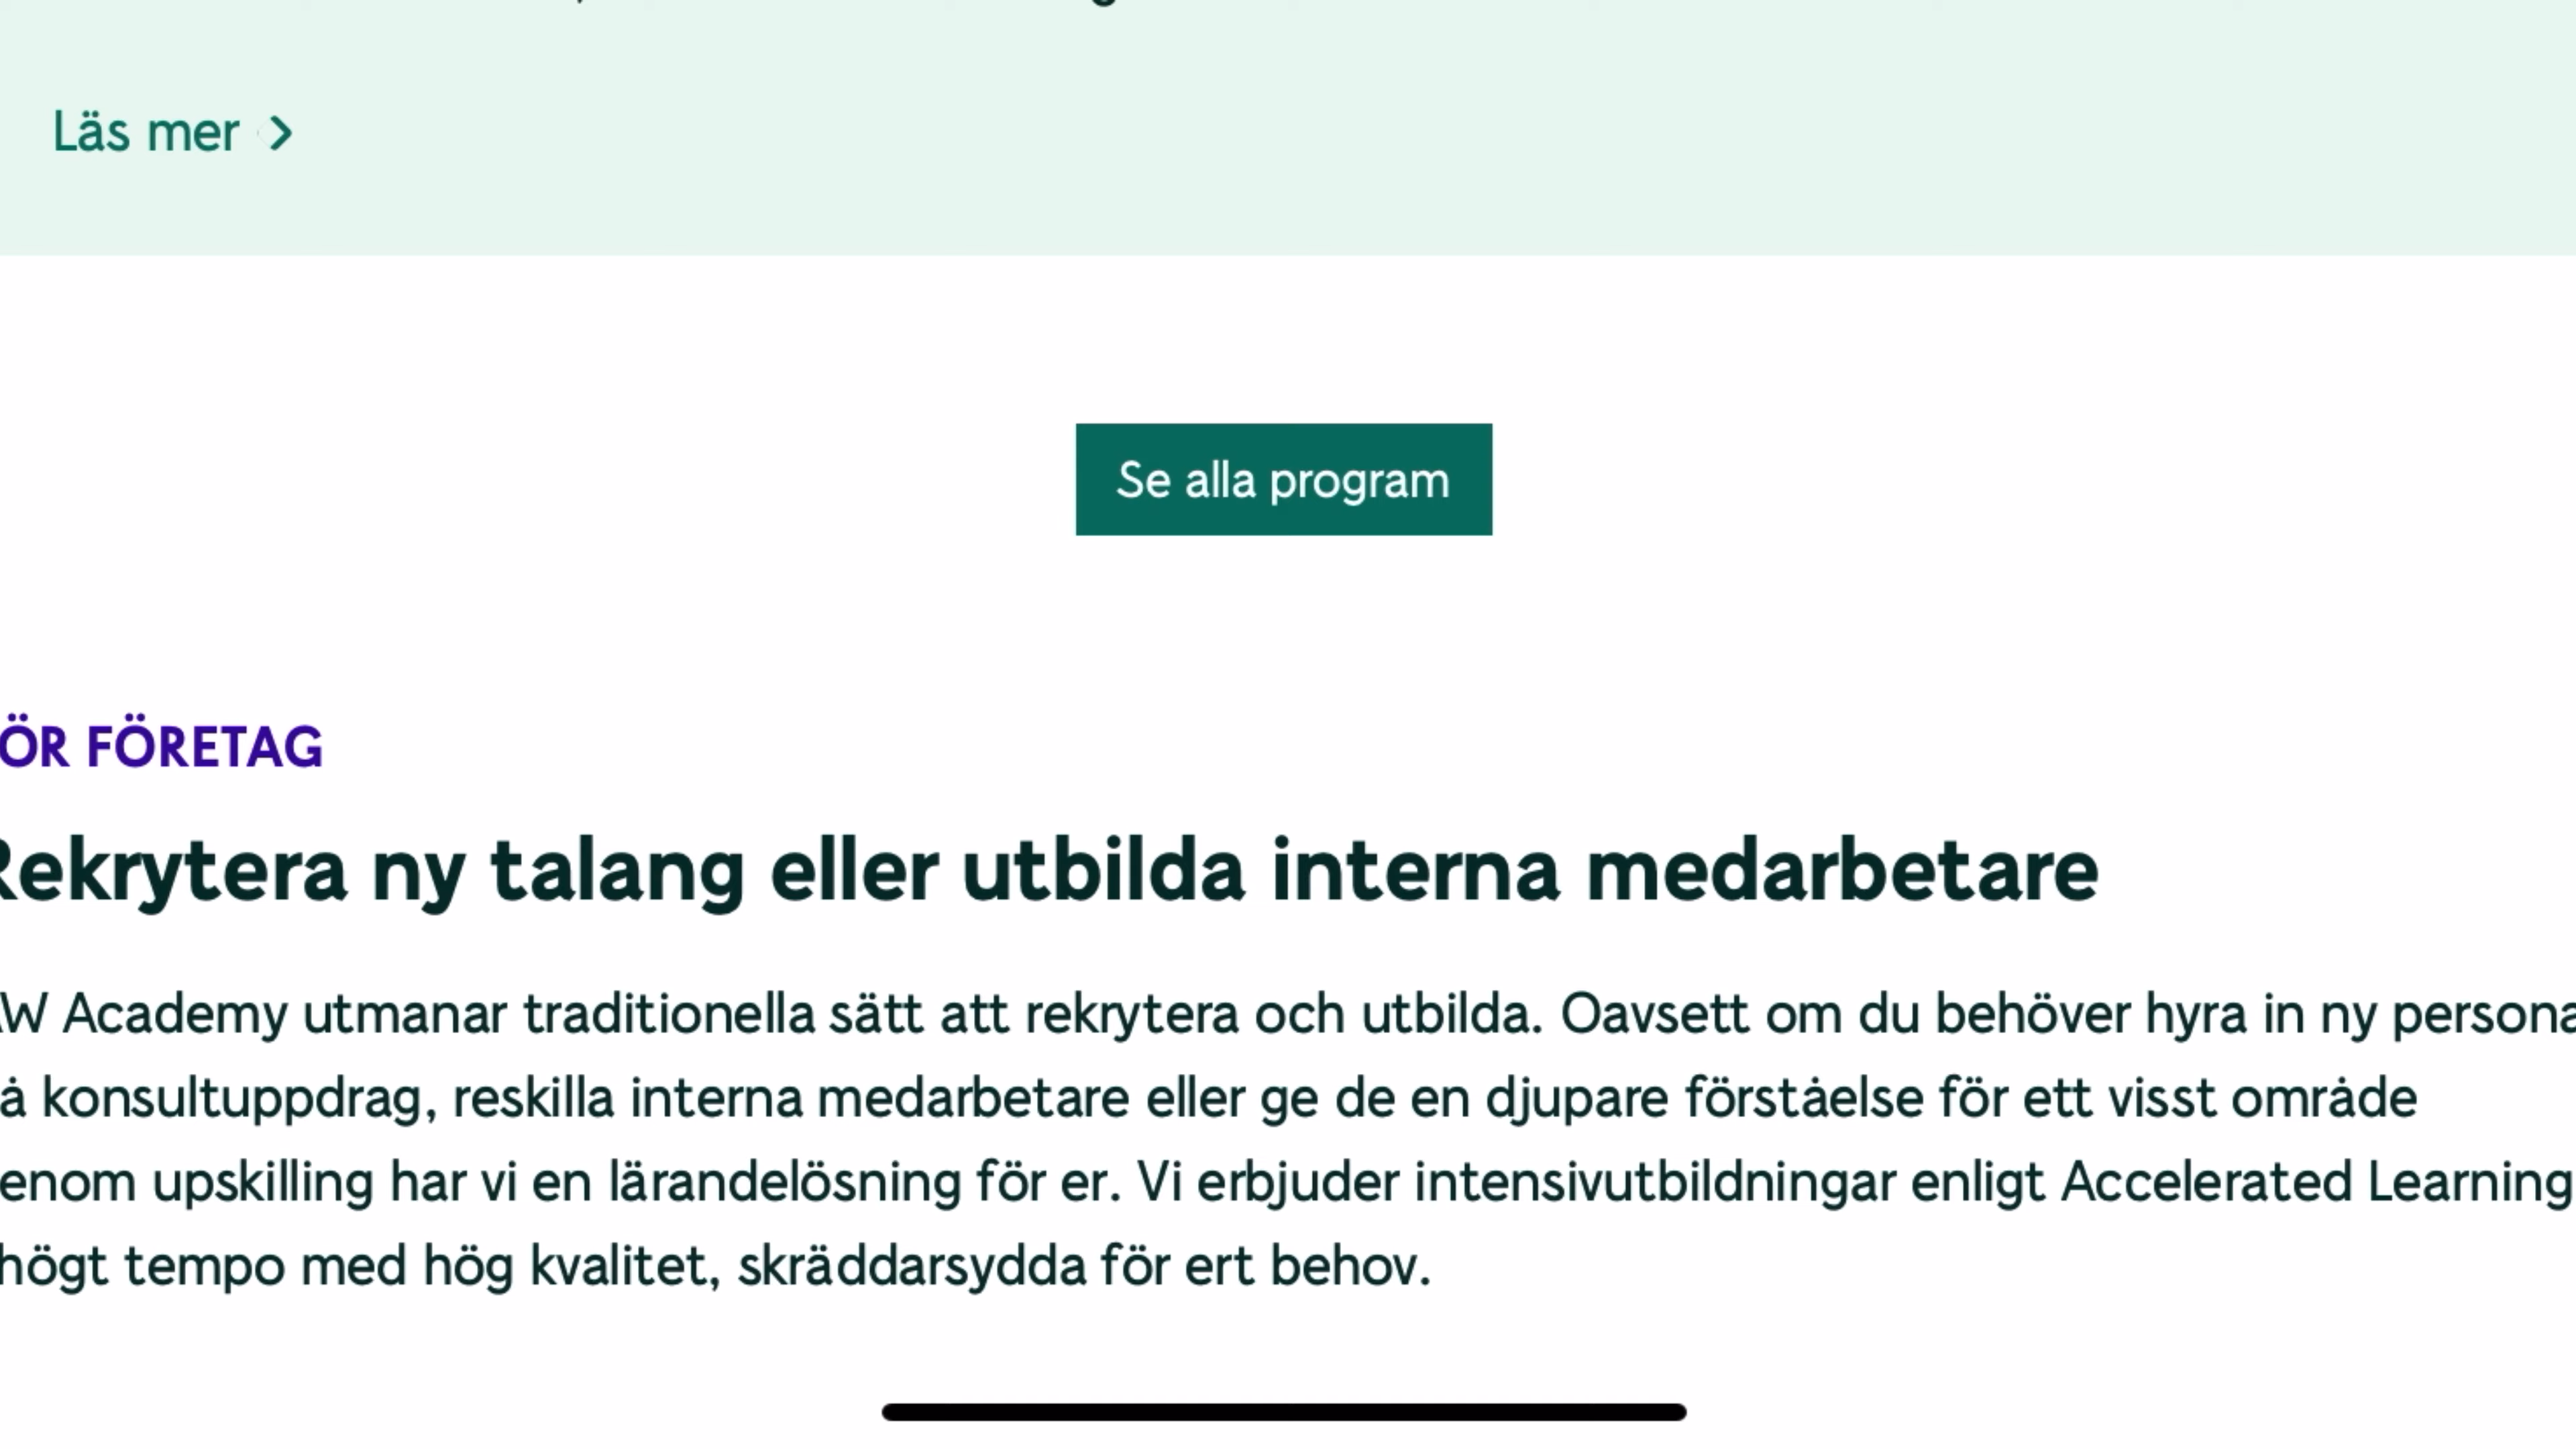 Läs mer
Se alla program
ÖR FÖRETAG
Rekrytera ny talang eller utbildа interna medarbetare
AW Academy utmanar traditionella sätt att rekrytera och utbilda. Oavsett om du behöver hyra in ny persona
å konsultuppdrag, reskilla interna medarbetare eller ge de en djupare förståelse för ett visst område
enom upskilling har vi en lärandelösning för er. Vi erbjuder intensivutbildningar enligt Accelerated Learning
högt tempo med hög kvalitet, skräddarsydda för ert behov.